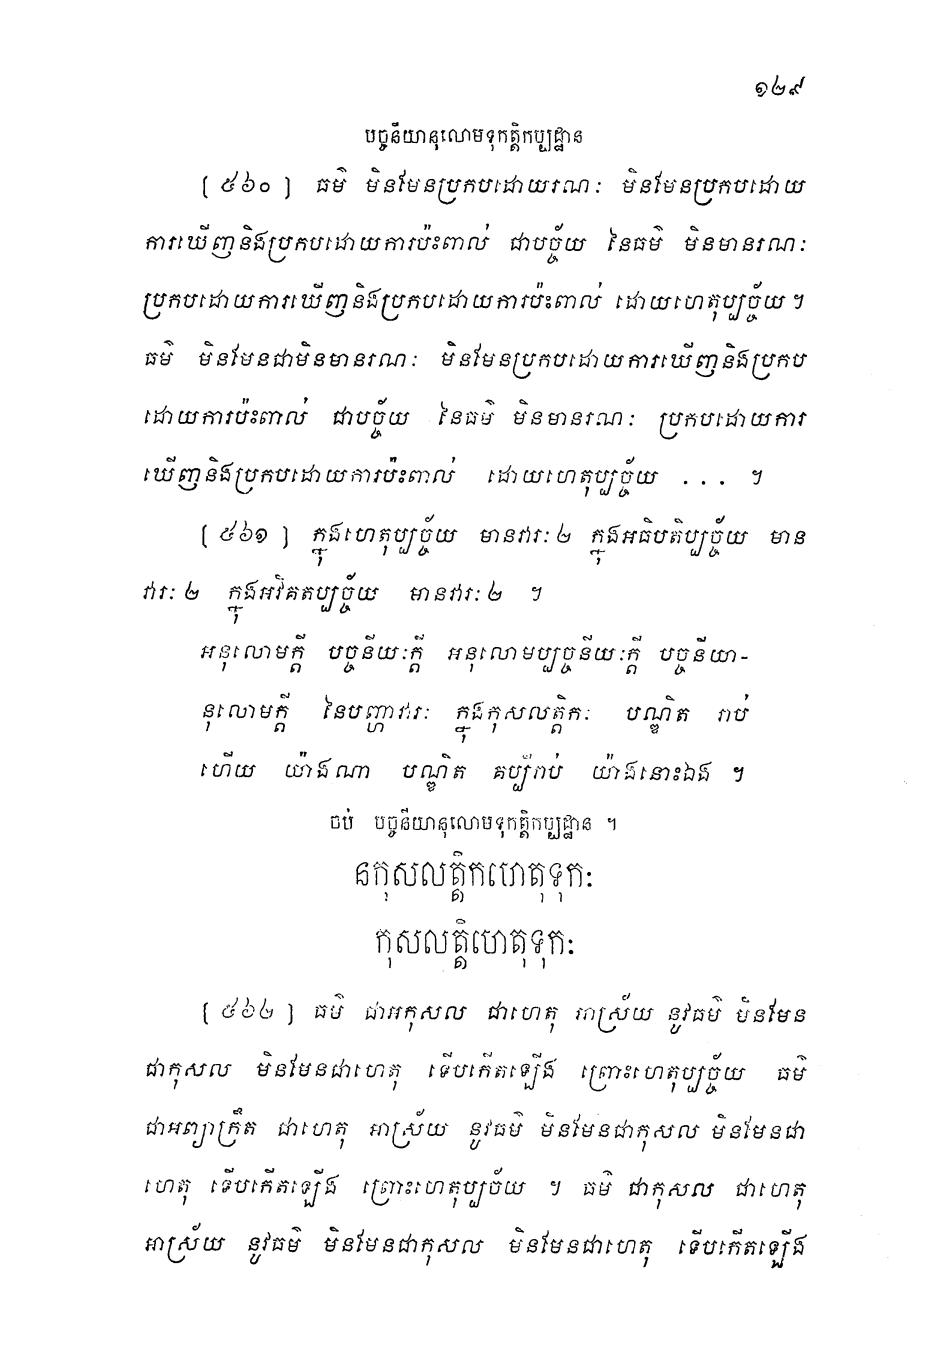 ១២៩
បច្ចនីយានុលោមទុកត្តិកប្បដ្ឋាន
[ ៥៦០ ] ធម៌ មិនមែនប្រកបដោយរណៈ មិនមែនប្រកបដោយ
ការឃើញនិងប្រកបដោយការប៉ះពាល់ ជាបច្ច័យ នៃធម៌ មិនមានរណៈ
ប្រកបដោយការឃើញនិងប្រកបដោយការប៉ះពាល់ ដោយហេតុប្បច្ច័យ។
ធម៌ មិនមែនជាមិនមានរណៈ មិនមែនប្រកបដោយការឃើញនិងប្រកប
ដោយការប៉ះពាល់ ជាបច្ច័យ នៃធម៌ មិនមានរណៈ ប្រកបដោយការ
ឃើញនិងប្រកបដោយការប៉ះពាល់ ដោយហេតុប្បច្ច័យ ... ។
[ ៥៦១ ] ក្នុងហេតុប្បច្ច័យ មានវារៈ ២ ក្នុងអធិបតិប្បច្ច័យ មាន
វារៈ ២ ក្នុងអវិគតប្បច្ច័យ មានវារៈ ២ ។
អនុលោមក្តី បច្ចនីយៈក្តី អនុលោមប្បច្ចនីយៈក្តី បច្ចនីយា-
នុលោមក្តី នៃបញ្ហាវារៈ ក្នុងកុសលត្តិកៈ បណ្ឌិត រាប់
ហើយ យ៉ាងណា បណ្ឌិត គប្បីរាប់ យ៉ាងនោះឯង ។
ចប់ បច្ចនីយានុលោមទុកត្តិកប្បដ្ឋាន ។
នកុសលត្តិកហេតុទុកៈ
កុសលត្តិហេតុទុកៈ
[ ៥៦២ ] ធម៌ ជាអកុសល ជាហេតុ អាស្រ័យ នូវធម៌ មិនមែន
ជាកុសល មិនមែនជាហេតុ ទើបកើតឡើង ព្រោះហេតុប្បច្ច័យ ធម៌
ជាអព្យាក្រឹត ជាហេតុ អាស្រ័យ នូវធម៌ មិនមែនជាកុសល មិនមែនជា
ហេតុ ទើបកើតឡើង ព្រោះហេតុប្បច័យ ។ ធម៌ ជាកុសល ជាហេតុ
អាស្រ័យ នូវធម៌ មិនមែនជាកុសល មិនមែនជាហេតុ ទើបកើតឡើង